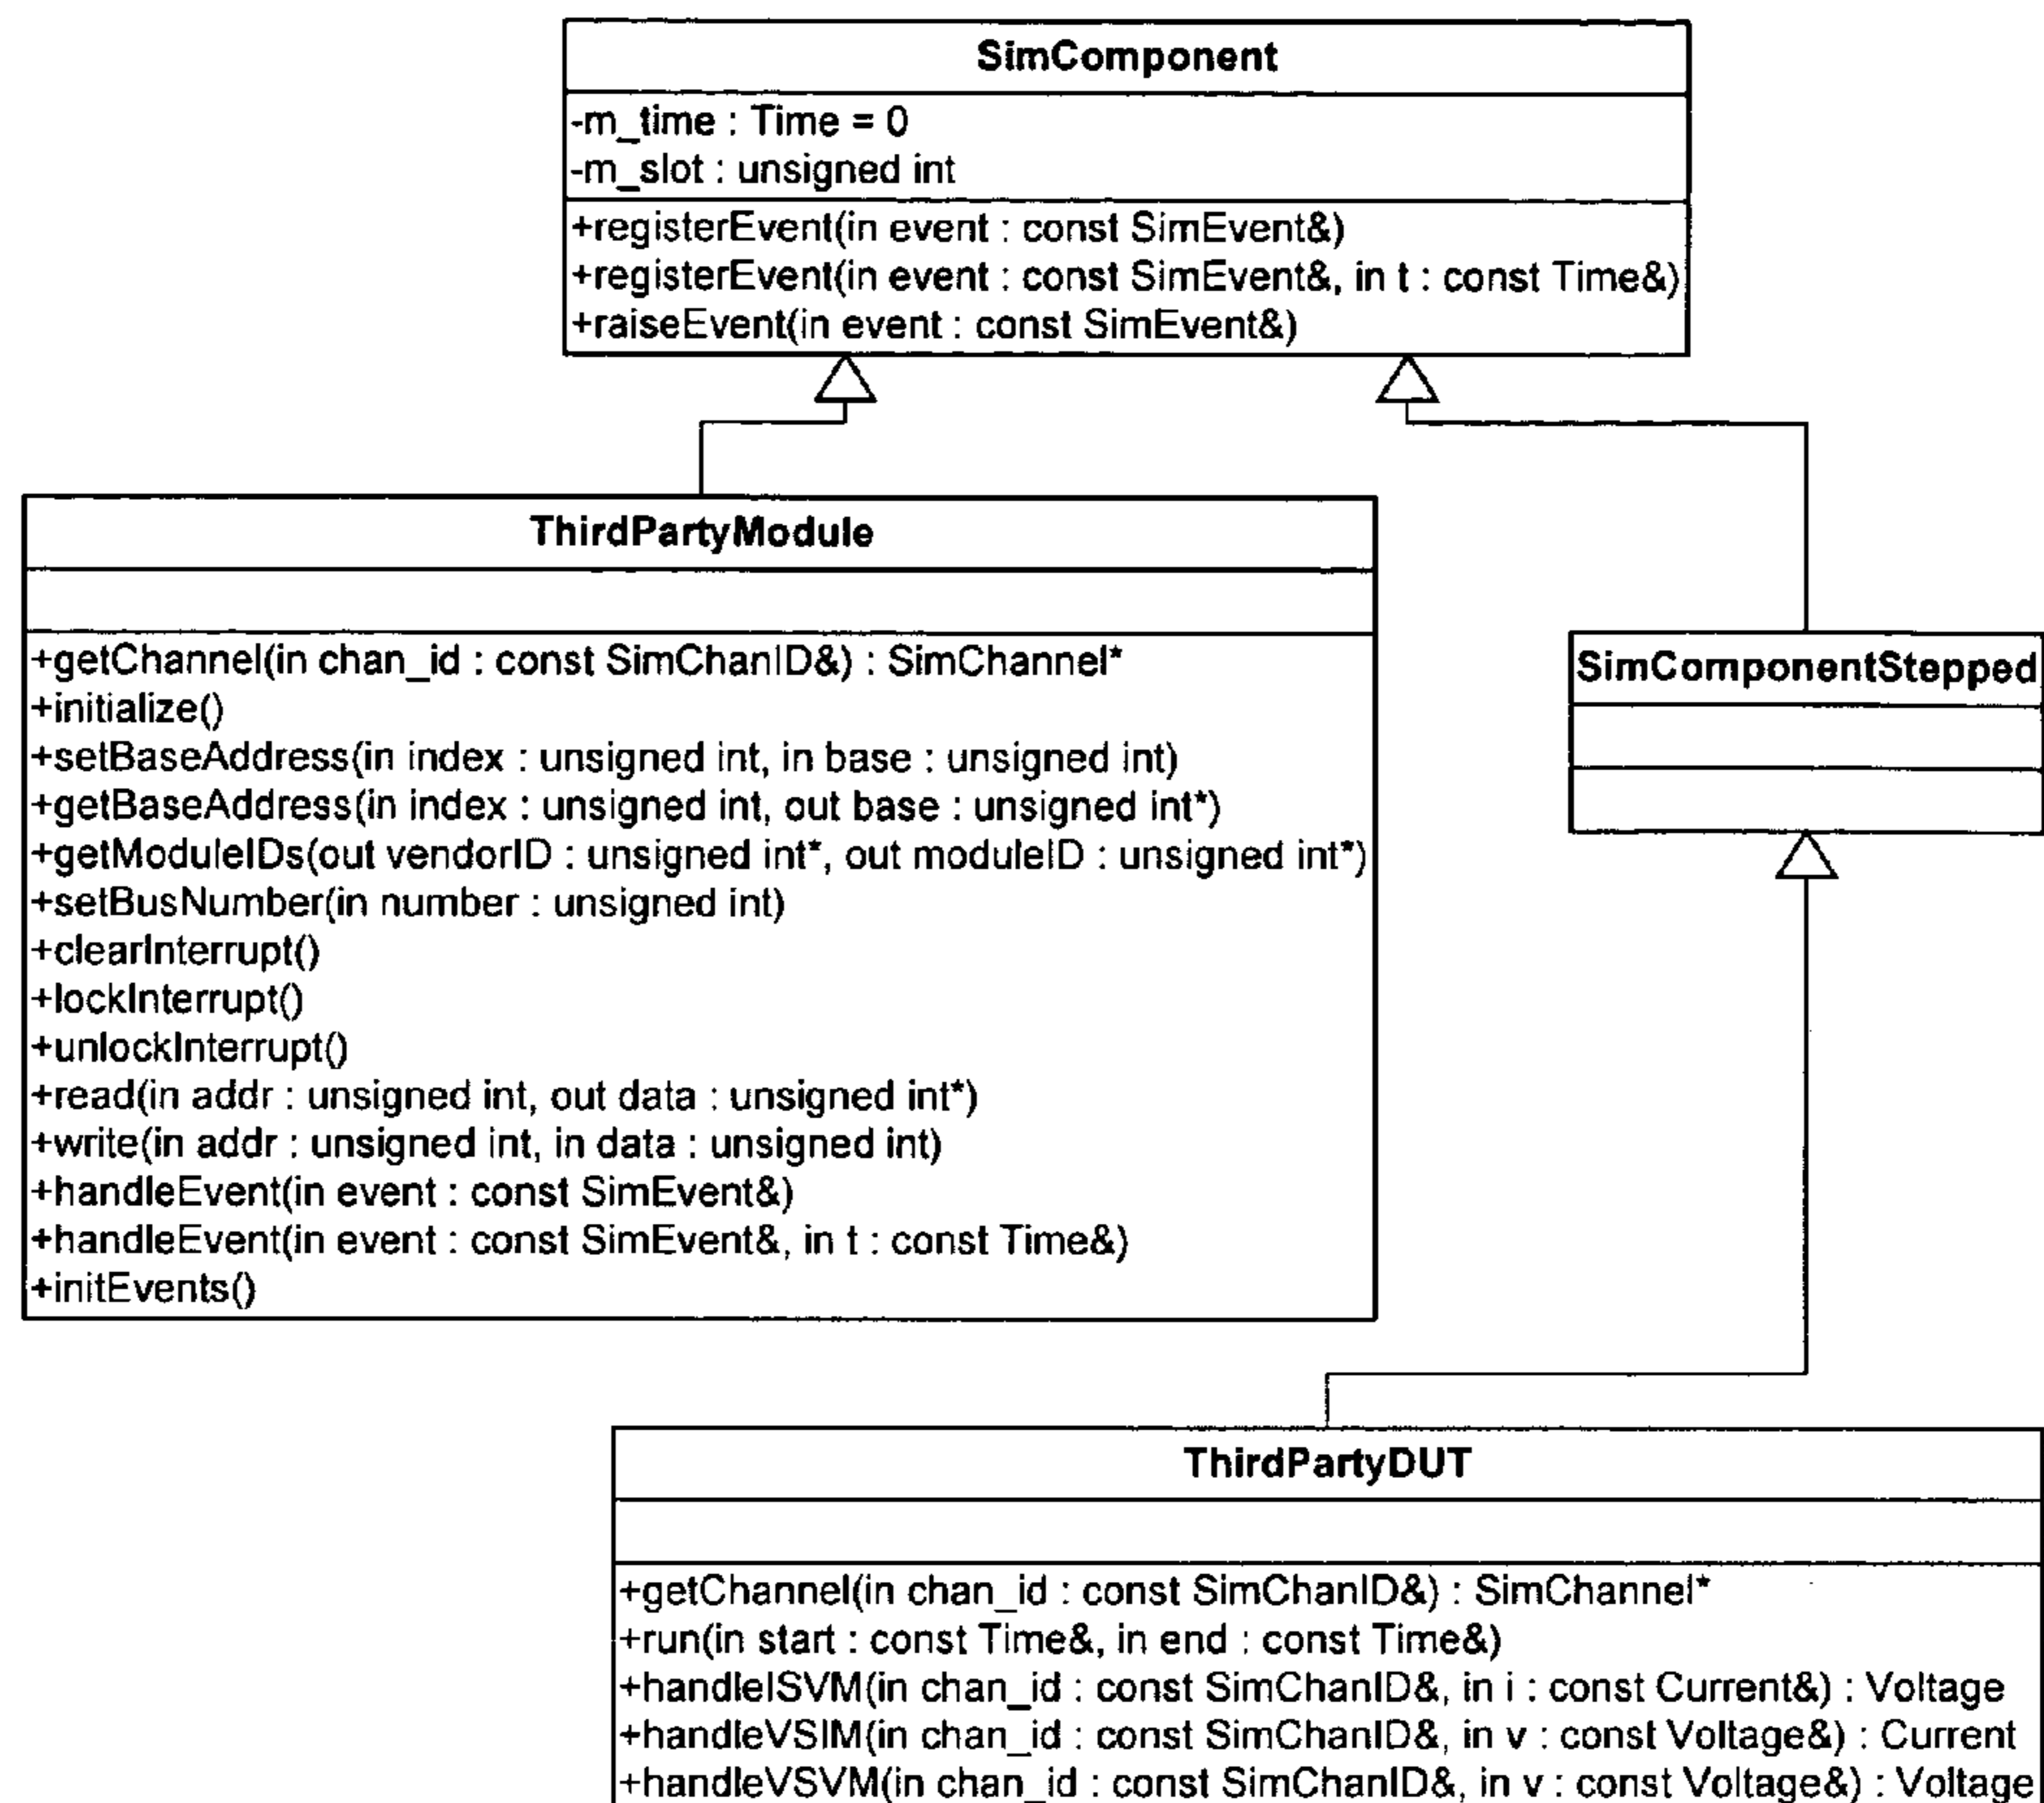 SimComponent
-m_time : Time = 0
-m_slot : unsigned int
+registerEvent(in event : const SimEvent&)
+registerEvent(in event : const SimEvent&, in t : const Time&)
+raiseEvent(in event : const SimEvent&)
ThirdPartyModule
+getChannel(in chan_id : const SimChanID&) : SimChannel*
+initialize()
+setBaseAddress(in index : unsigned int, in base : unsigned int)
+getBaseAddress(in index : unsigned int, out base : unsigned int*)
+getModuleIDs(out vendorID : unsigned int*, out moduleID : unsigned int*)
+setBusNumber(in number : unsigned int)
+clearInterrupt()
+lockInterrupt()
+unlockInterrupt()
+read(in addr : unsigned int, out data : unsigned int*)
+write(in addr : unsigned int, in data : unsigned int)
+handleEvent(in event : const SimEvent&)
+handleEvent(in event : const SimEvent&, in t : const Time&)
+initEvents()
SimComponentStepped
ThirdPartyDUT
+getChannel(in chan_id : const SimChanID&) : SimChannel*
+run(in start : const Time&, in end : const Time&)
+handleISVM(in chan_id : const SimChanID&, in i : const Current&) : Voltage
+handleVSIM(in chan_id : const SimChanID&, in v : const Voltage&) : Current
+handleVSVM(in chan_id : const SimChanID&, in v : const Voltage&) : Voltage